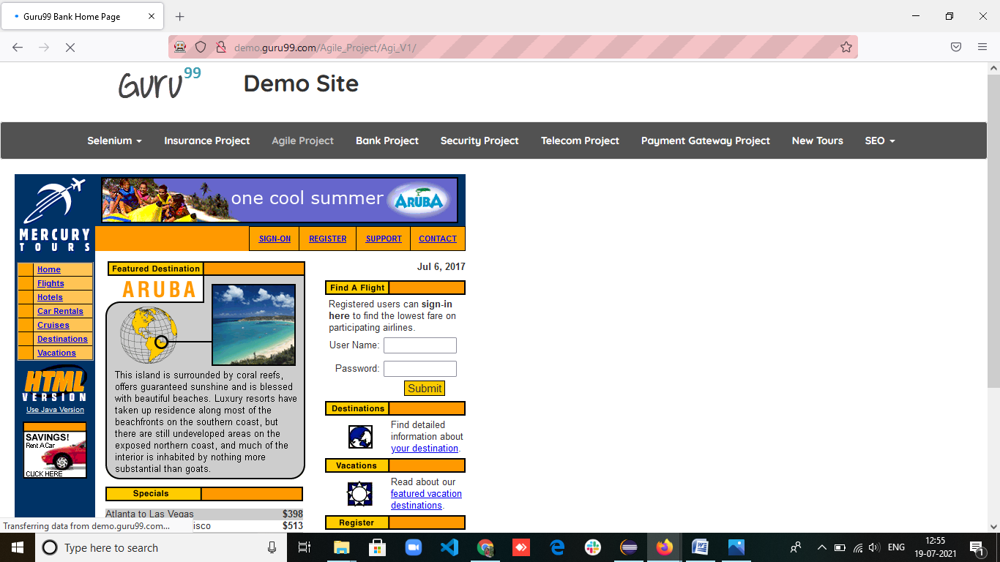 Guru99 Bank Home Page
demo.guru99.com/Agile_Project/Agi_V1/
Guru99
Demo Site
Selenium Insurance Project Agile Project Bank Project Security Project Telecom Project Payment Gateway Project New Tours SEO
one cool summer ARUBA
MERCURY
TOURS
SIGN-ON REGISTER SUPPORT CONTACT
Home
Flights
Hotels
Car Rentals
Cruises
Destinations
Vacations
HTML
VERSION
Use Java Version
SAVINGS!
Rent A Car
CLICK HERE
Featured Destination
ARUBA
This island is surrounded by coral reefs,
offers guaranteed sunshine and is blessed
with beautiful beaches. Luxury resorts have
taken up residence along most of the
beachfronts on the southern coast, but
there are still undeveloped areas on the
exposed northern coast, and much of the
interior is inhabited by nothing more
substantial than goats.
Specials
Atlanta to Las Vegas $398
isco $513
Jul 6, 2017
Find A Flight
Registered users can sign-in
here to find the lowest fare on
participating airlines.
User Name:
Password:
Submit
Destinations
Find detailed
information about
your destination.
Vacations
Read about our
featured vacation
destinations.
Register
Transferring data from demo.guru99.com...
Type here to search
ENG
12:55
19-07-2021
1